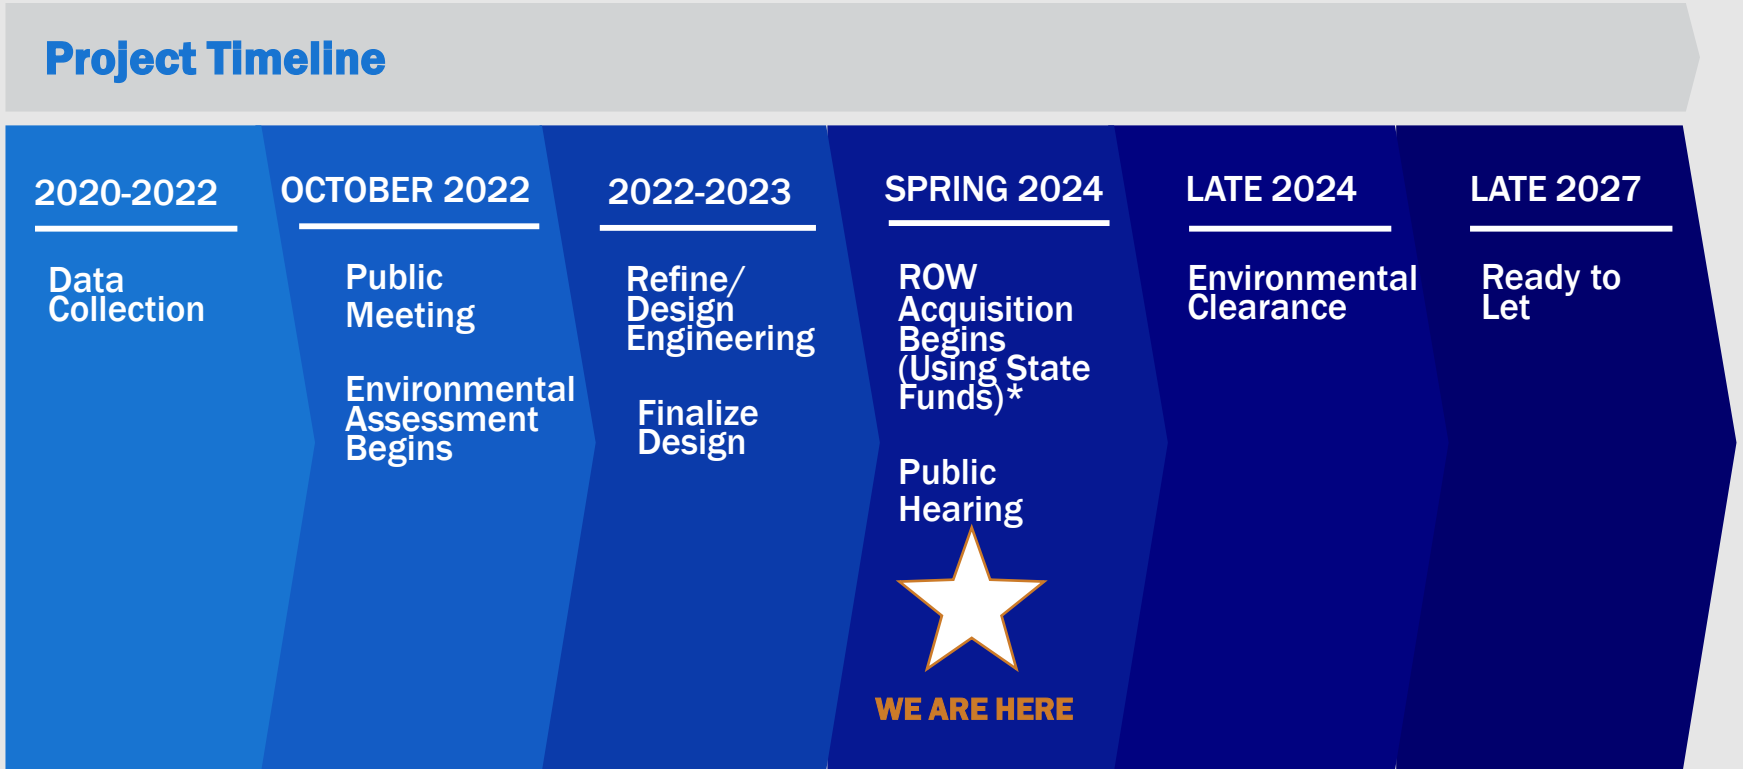 Project Timeline
2020-2022
Data
Collection
OCTOBER 2022
Public
Meeting
Environmental
Assessment
Begins
2022-2023
Refine/
Design
Engineering
Finalize
Design
SPRING 2024
ROW
Acquisition
Begins
(Using State
Funds)*
Public
Hearing
WE ARE HERE
LATE 2024
Environmental
Clearance
LATE 2027
Ready to
Let